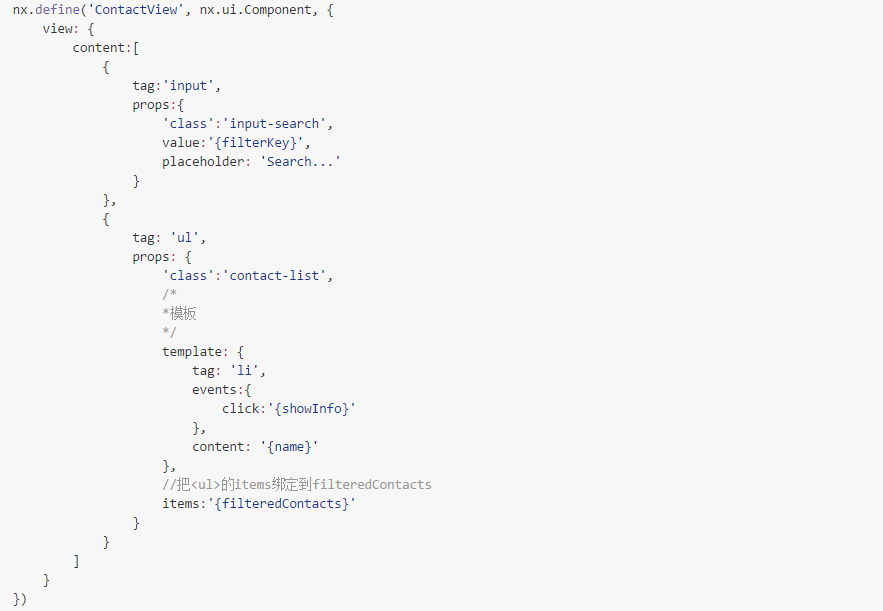 nx.define('ContactView', nx.ui.Component, {
    view: {
        content:[
            {
                tag:'input',
                props:{
                    'class':'input-search',
                    value:'{filterKey}',
                    placeholder: 'Search...'
                }
            },
            {
                tag: 'ul',
                props: {
                    'class':'contact-list',
                    /*
                    *模板
                    */
                    template: {
                        tag: 'li',
                        events:{
                            click:'{showInfo}'
                        },
                        content: '{name}'
                    },
                    //把<ul>的items绑定到filteredContacts
                    items:'{filteredContacts}'
                }
            }
        ]
    }
})